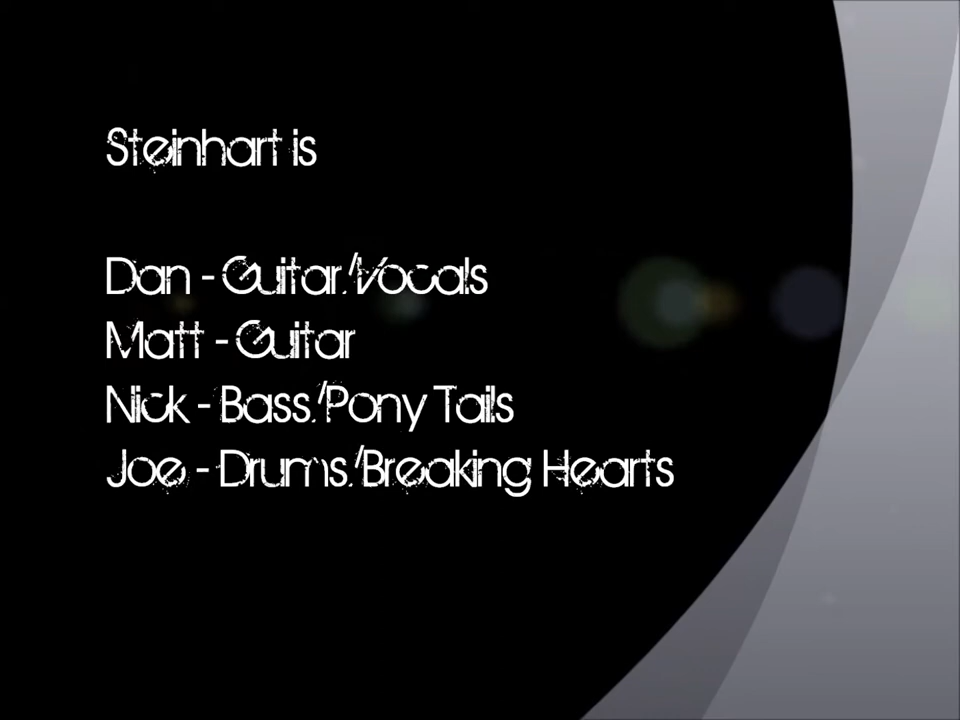 Steinhart is
Dan - Guitar/Vocals
Matt - Guitar
Nick - Bass/Pony Tails
Joe - Drums/Breaking Hearts